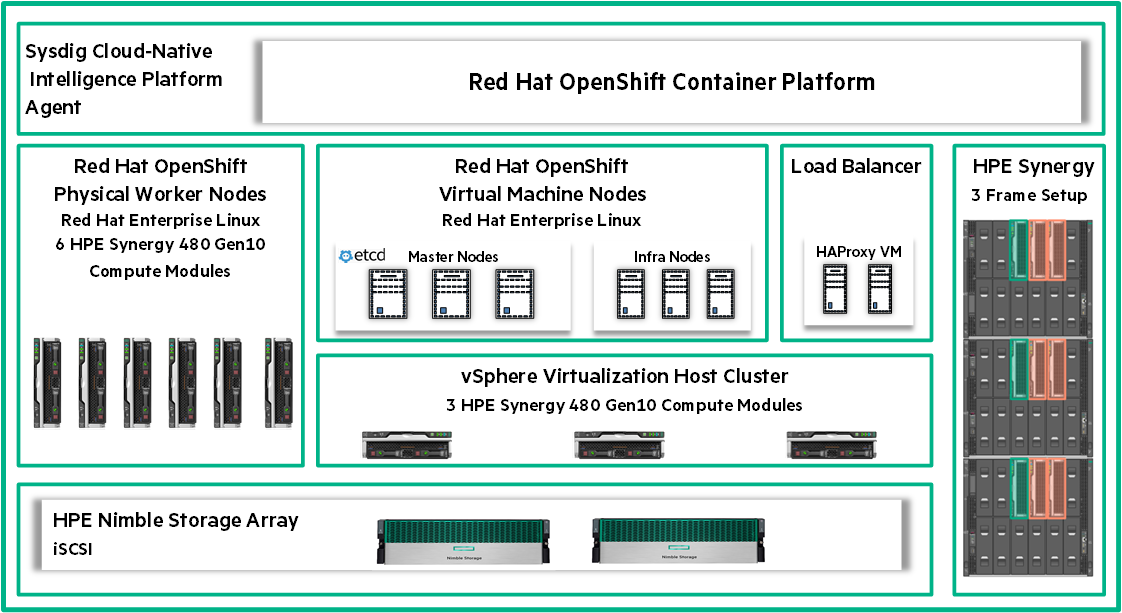 Sysdig Cloud-Native
Intelligence Platform
Agent
Red Hat OpenShift Container Platform
Red Hat OpenShift
Physical Worker Nodes
Red Hat Enterprise Linux
6 HPE Synergy 480 Gen10
Compute Modules
Red Hat OpenShift
Virtual Machine Nodes
Red Hat Enterprise Linux
etcd
Master Nodes
Infra Nodes
Load Balancer
HAProxy VM
HPE Synergy
3 Frame Setup
vSphere Virtualization Host Cluster
3 HPE Synergy 480 Gen10 Compute Modules
HPE Nimble Storage Array
iSCSI
Nimble Storage
Nimble Storage